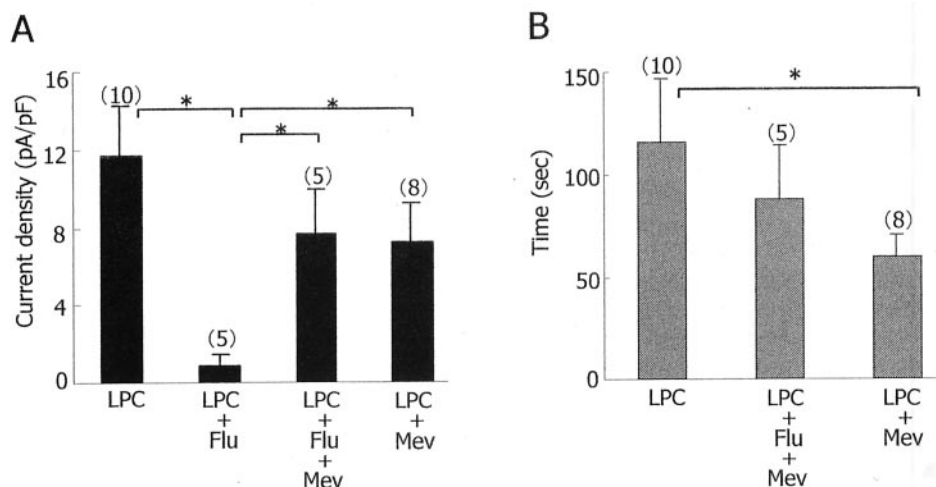 A
Current density (pA/pF)
16
12
8
4
0
(10)
(5)
(5)
(8)
*
*
*
LPC
LPC
+
Flu
LPC
+
Flu
+
Mev
LPC
+
Mev
B
Time (sec)
150
100
50
0
(10)
(5)
(8)
*
LPC
LPC
+
Flu
+
Mev
LPC
+
Mev